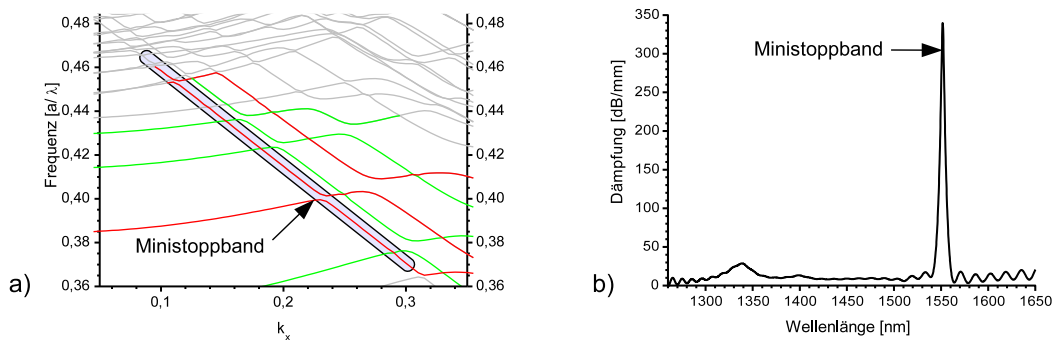 a)
Frequenz [a/ λ]
0,48 0,48
0,46 0,46
0,44 0,44
0,42 0,42
0,40 0,40
0,38 0,38
0,36 0,36
Ministoppband
0,1 0,2 0,3
k_x
b)
Dämpfung [dB/mm]
350
300
250
200
150
100
50
0
Ministoppband
1300 1350 1400 1450 1500 1550 1600 1650
Wellenlänge [nm]